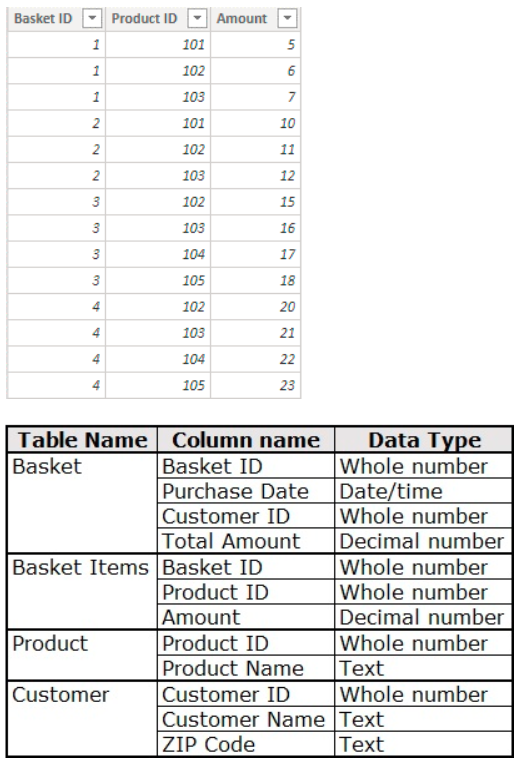 Basket ID Product ID Amount
1 101 5
1 102 6
1 103 7
2 101 10
2 102 11
2 103 12
3 102 15
3 103 16
3 104 17
3 105 18
4 102 20
4 103 21
4 104 22
4 105 23
Table Name Column name Data Type
Basket Basket ID Whole number
Purchase Date Date/time
Customer ID Whole number
Total Amount Decimal number
Basket Items Basket ID Whole number
Product ID Whole number
Amount Decimal number
Product Product ID Whole number
Product Name Text
Customer Customer ID Whole number
Customer Name Text
ZIP Code Text